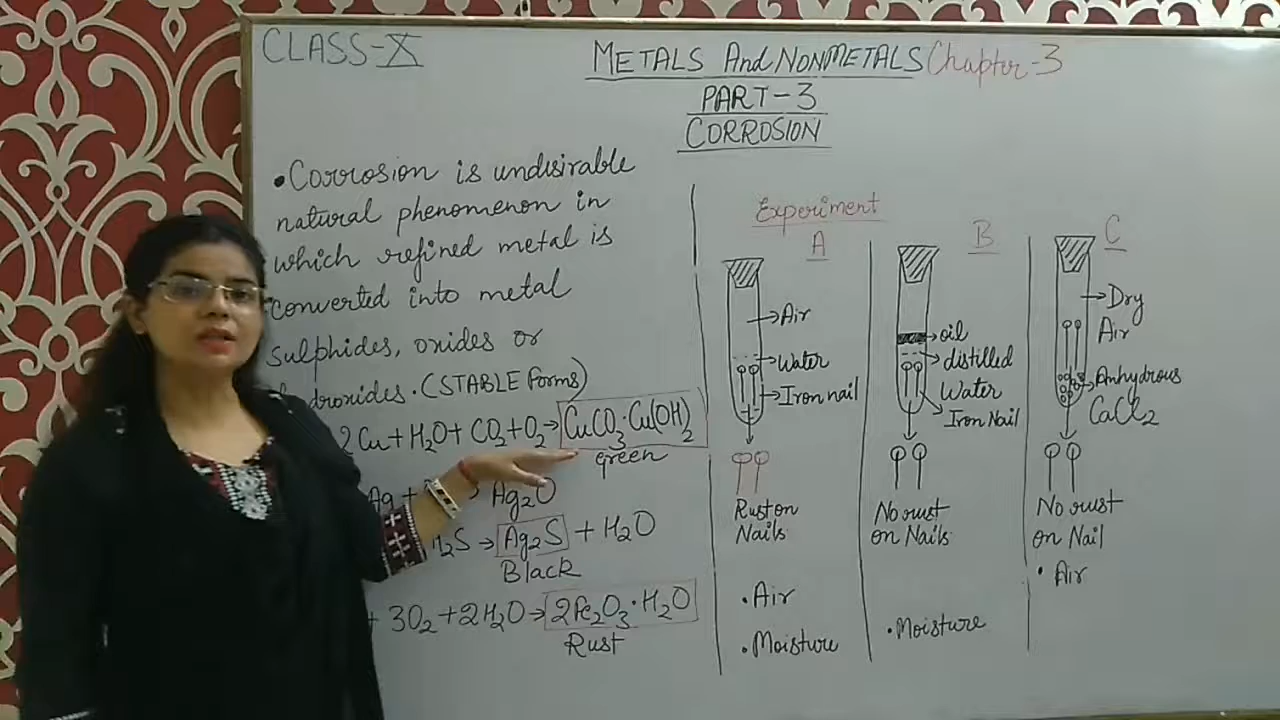 CLASS-X
METALS And NONMETALS Chapter-3
PART-3
CORROSION
•Corrosion is undisirable
natural phenomenon in
which refined metal is
converted into metal
sulphides, oxides or
droxides. (STABLE forms)
2Cu + H₂O + CO₂ + O₂ → CuCO₃·Cu(OH)₂
green
Ag + → Ag₂O
H₂S → Ag₂S + H₂O
Black
+ 3O₂ + 2H₂O → 2Fe₂O₃·H₂O
Rust
Experiment
A
→Air
→Water
→Iron nail
Rust on
Nails
•Air
•Moisture
B
→oil
→distilled
Water
Iron Nail
No rust
on Nails
•Moisture
C
→Dry
Air
→Anhydrous
CaCl₂
No rust
on Nail
• Air